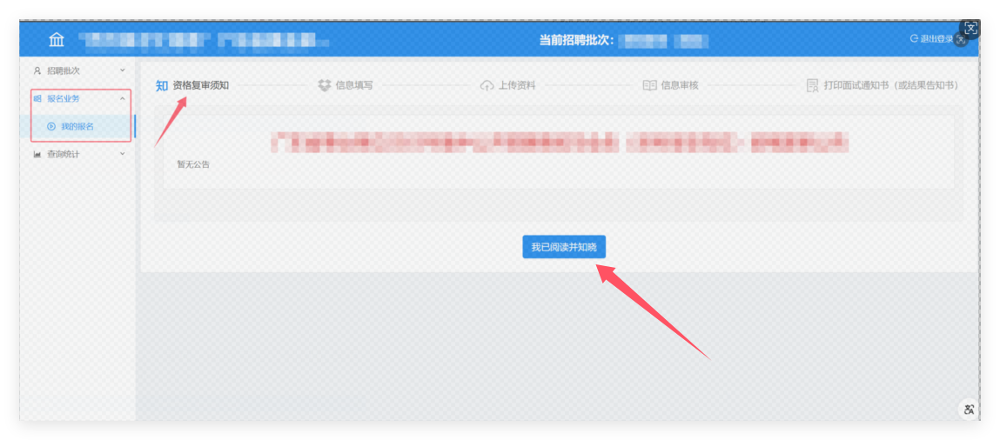 当前招聘批次：
退出登录
招聘批次
报名业务
我的报名
查询统计
知 资格复审须知
信息填写
上传资料
信息审核
打印面试通知书（或结果告知书）
暂无公告
我已阅读并知晓